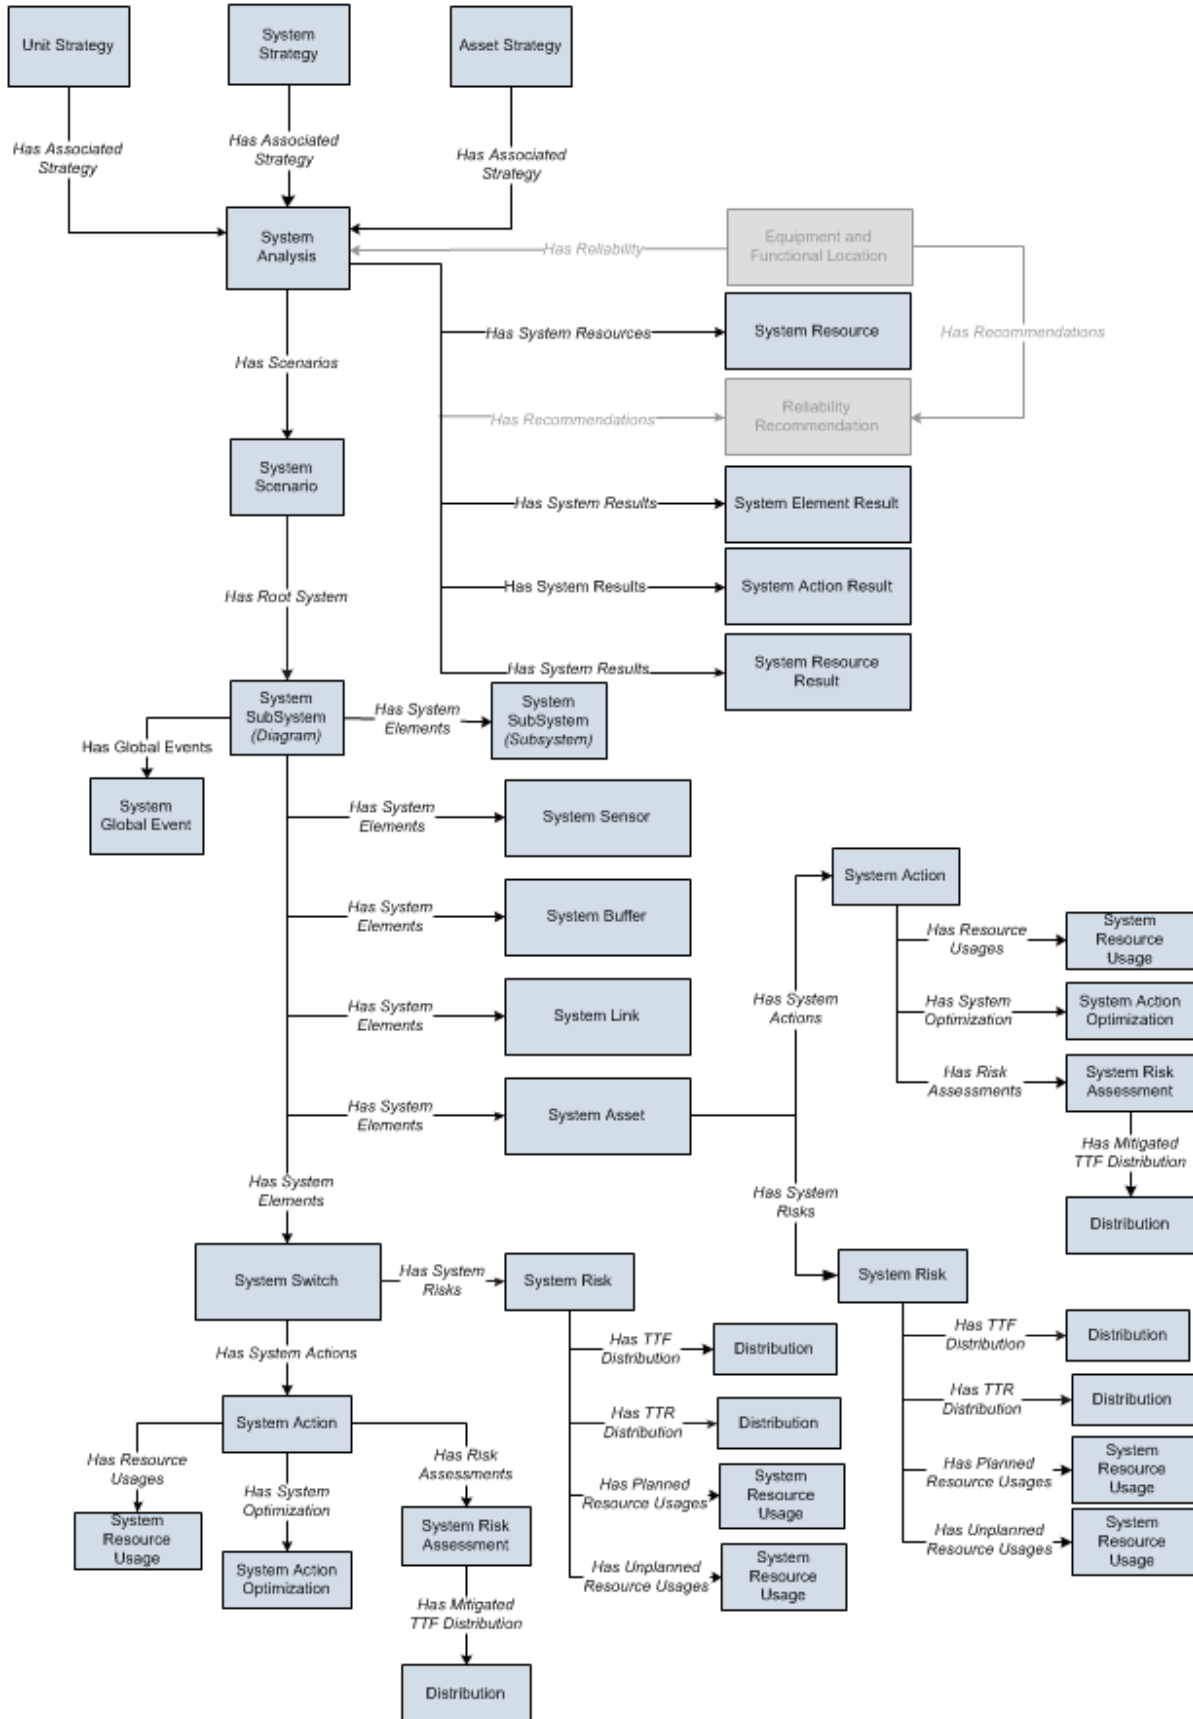 Unit Strategy
System
Strategy
Asset Strategy
Has Associated
Strategy
Has Associated
Strategy
Has Associated
Strategy
System
Analysis
Has Reliability
Equipment and
Functional Location
Has System Resources
System Resource
Has Recommendations
Has Scenarios
Has Recommendations
Reliability
Recommendation
System
Scenario
Has System Results
System Element Result
Has Root System
Has System Results
System Action Result
Has System Results
System Resource
Result
System
SubSystem
(Diagram)
Has System
Elements
System
SubSystem
(Subsystem)
Has Global Events
System
Global Event
Has System
Elements
System Sensor
Has System
Elements
System Buffer
Has System
Elements
System Link
Has System
Elements
System Asset
Has System
Actions
System Action
Has Resource
Usages
System
Resource
Usage
Has System
Optimization
System Action
Optimization
Has Risk
Assessments
System Risk
Assessment
Has Mitigated
TTF Distribution
Distribution
Has System
Risks
System Risk
Has TTF
Distribution
Distribution
Has TTR
Distribution
Distribution
Has Planned
Resource Usages
System
Resource
Usage
Has Unplanned
Resource Usages
System
Resource
Usage
Has System
Elements
System Switch
Has System
Risks
System Risk
Has TTF
Distribution
Distribution
Has TTR
Distribution
Distribution
Has Planned
Resource Usages
System
Resource
Usage
Has Unplanned
Resource Usages
System
Resource
Usage
Has System Actions
System Action
Has Resource
Usages
System
Resource
Usage
Has System
Optimization
System Action
Optimization
Has Risk
Assessments
System Risk
Assessment
Has Mitigated
TTF Distribution
Distribution